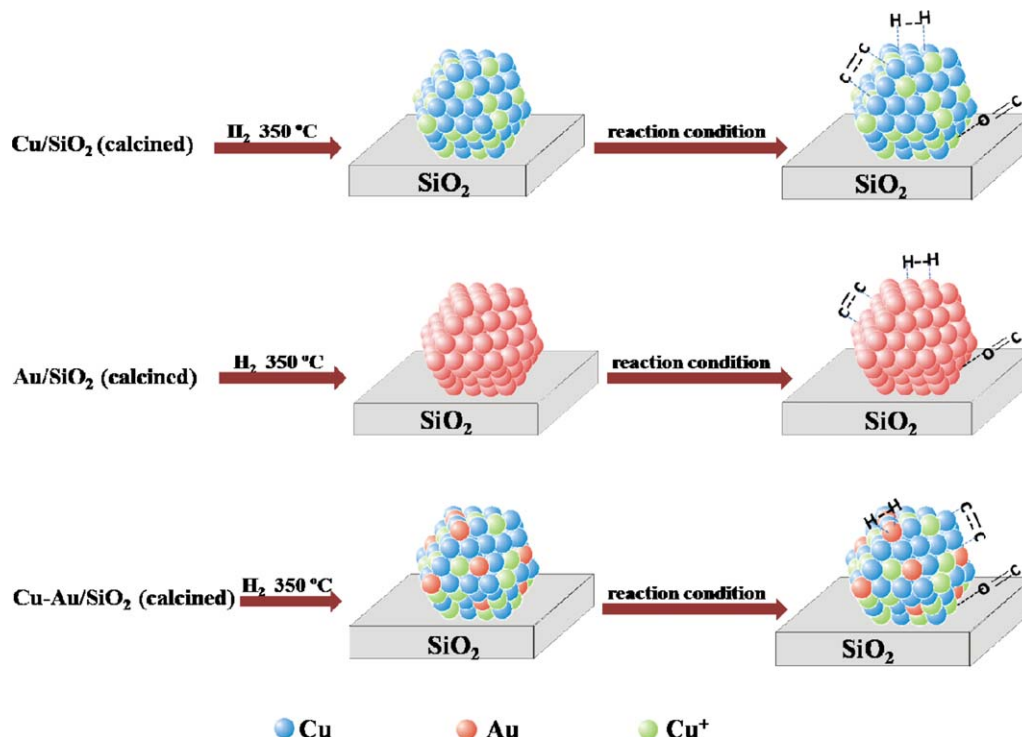 H--H
C=C
Cu/SiO₂ (calcined) H₂ 350 °C reaction condition O=C
SiO₂ SiO₂
H--H
C=C
Au/SiO₂ (calcined) H₂ 350 °C reaction condition O=C
SiO₂ SiO₂
H--H C=C
Cu-Au/SiO₂ (calcined) H₂ 350 °C reaction condition O=C
SiO₂ SiO₂
Cu Au Cu⁺